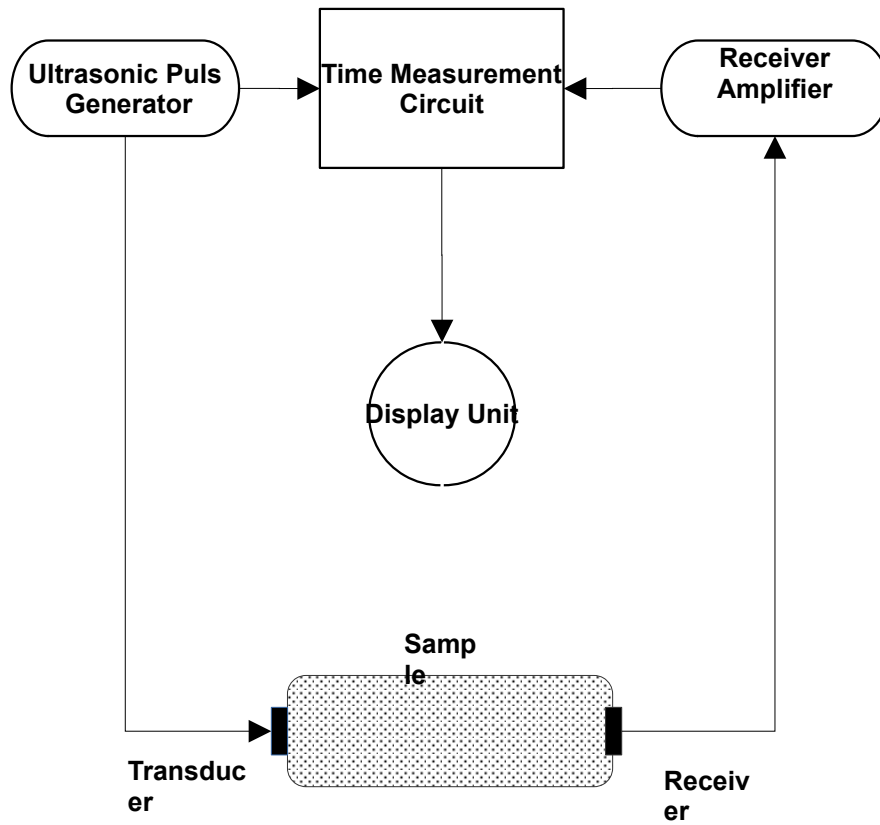 Ultrasonic Puls
Generator
Time Measurement
Circuit
Receiver
Amplifier
Display Unit
Samp
le
Transduc
er
Receiv
er